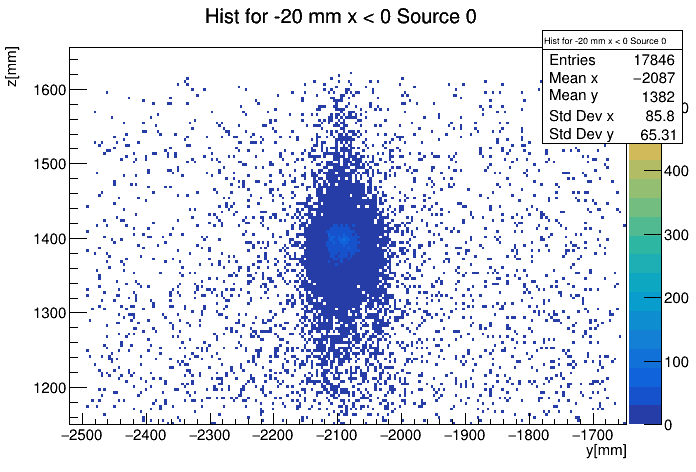 Hist for -20 mm x < 0 Source 0
z[mm]
Hist for -20 mm x < 0 Source 0
Entries 17846
Mean x −2087
Mean y 1382
Std Dev x 85.8
Std Dev y 65.31
1600
1500
1400
1300
1200
0
400
300
200
100
0
−2500 −2400 −2300 −2200 −2100 −2000 −1900 −1800 −1700
y[mm]